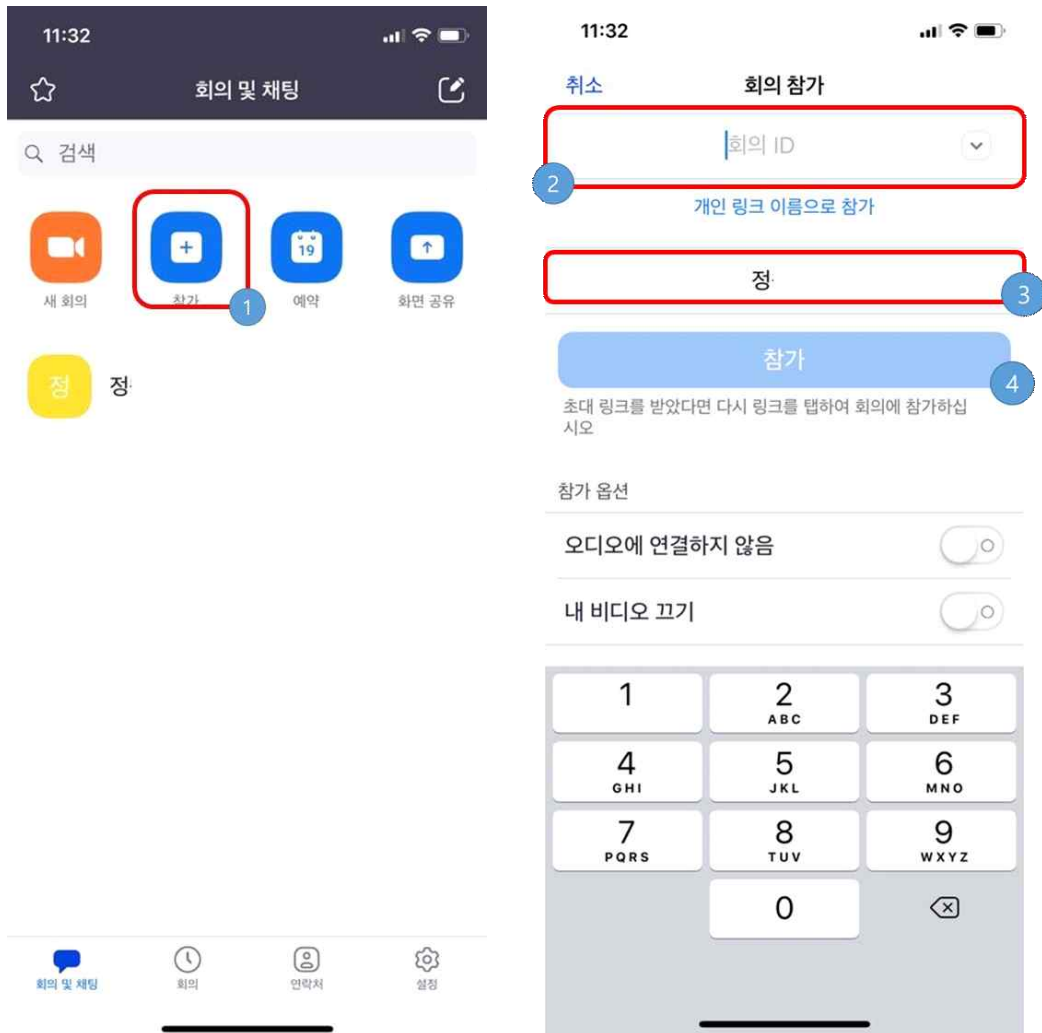 11:32
회의 및 채팅
검색
19
새 회의
참가
예약
화면 공유
1
정
정
회의 및 채팅
회의
연락처
설정
11:32
취소
회의 참가
회의 ID
2
개인 링크 이름으로 참가
정
3
참가
4
초대 링크를 받았다면 다시 링크를 탭하여 회의에 참가하십
시오
참가 옵션
오디오에 연결하지 않음
내 비디오 끄기
1 2 3
ABC DEF
4 5 6
GHI JKL MNO
7 8 9
PQRS TUV WXYZ
0